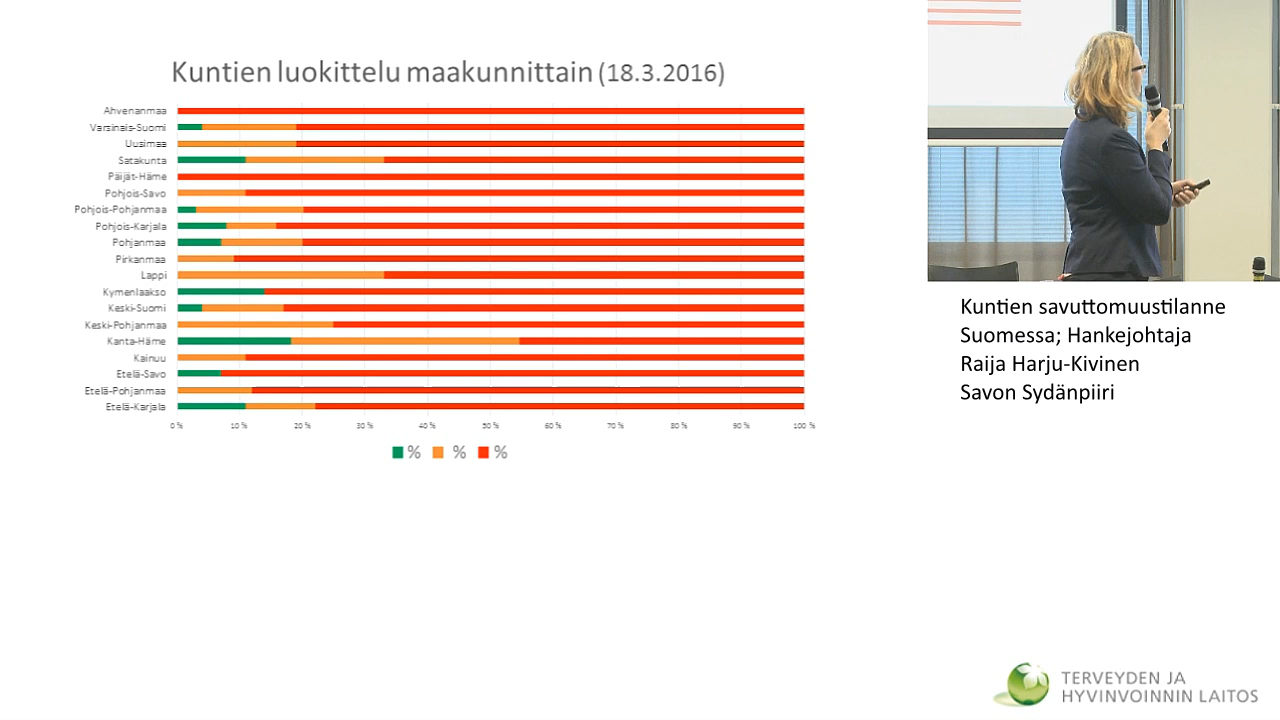 Kuntien luokittelu maakunnittain (18.3.2016)
Ahvenanmaa
Varsinais-Suomi
Uusimaa
Satakunta
Päijät-Häme
Pohjois-Savo
Pohjois-Pohjanmaa
Pohjois-Karjala
Pohjanmaa
Pirkanmaa
Lappi
Kymenlaakso
Keski-Suomi
Keski-Pohjanmaa
Kanta-Häme
Kainuu
Etelä-Savo
Etelä-Pohjanmaa
Etelä-Karjala
0 % 10 % 20 % 30 % 40 % 50 % 60 % 70 % 80 % 90 % 100 %
% % %
Kuntien savuttomuustilanne
Suomessa; Hankejohtaja
Raija Harju-Kivinen
Savon Sydänpiiri
TERVEYDEN JA
HYVINVOINNIN LAITOS